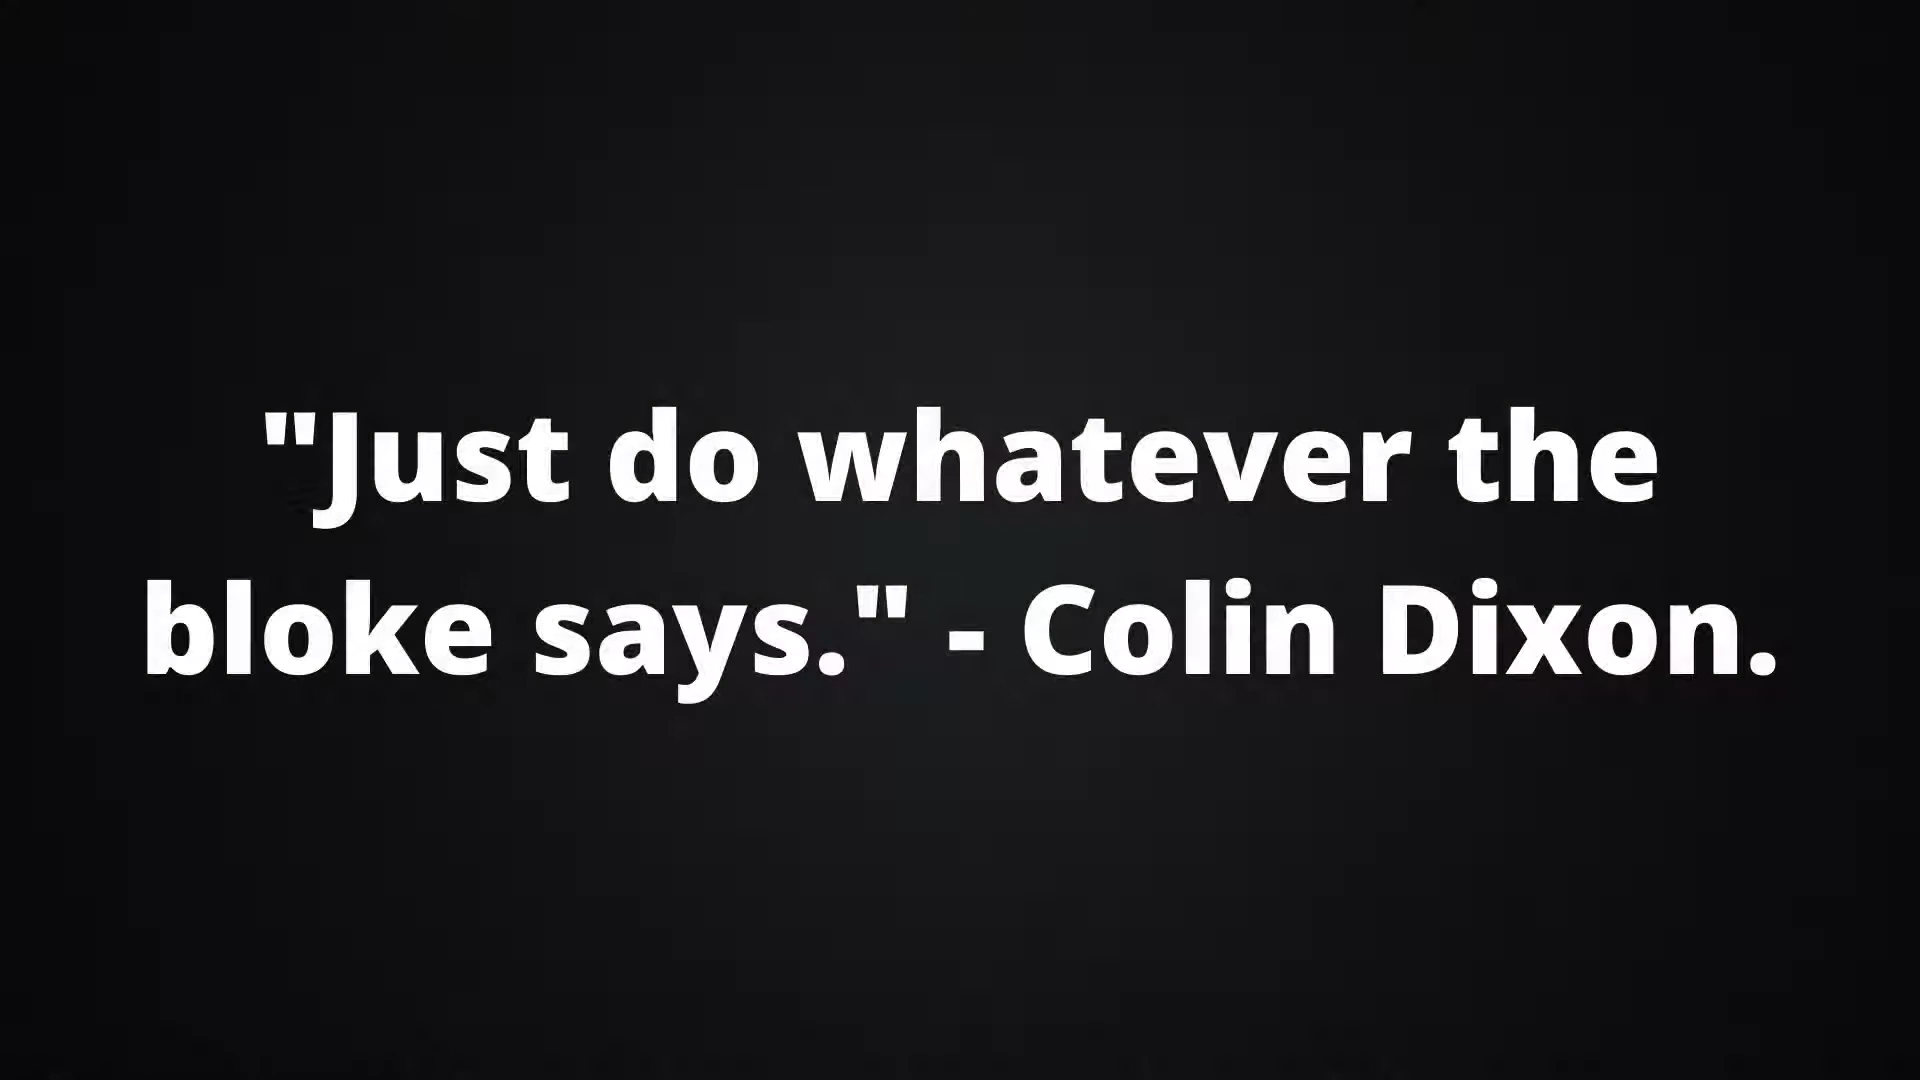 "Just do whatever the
bloke says." - Colin Dixon.